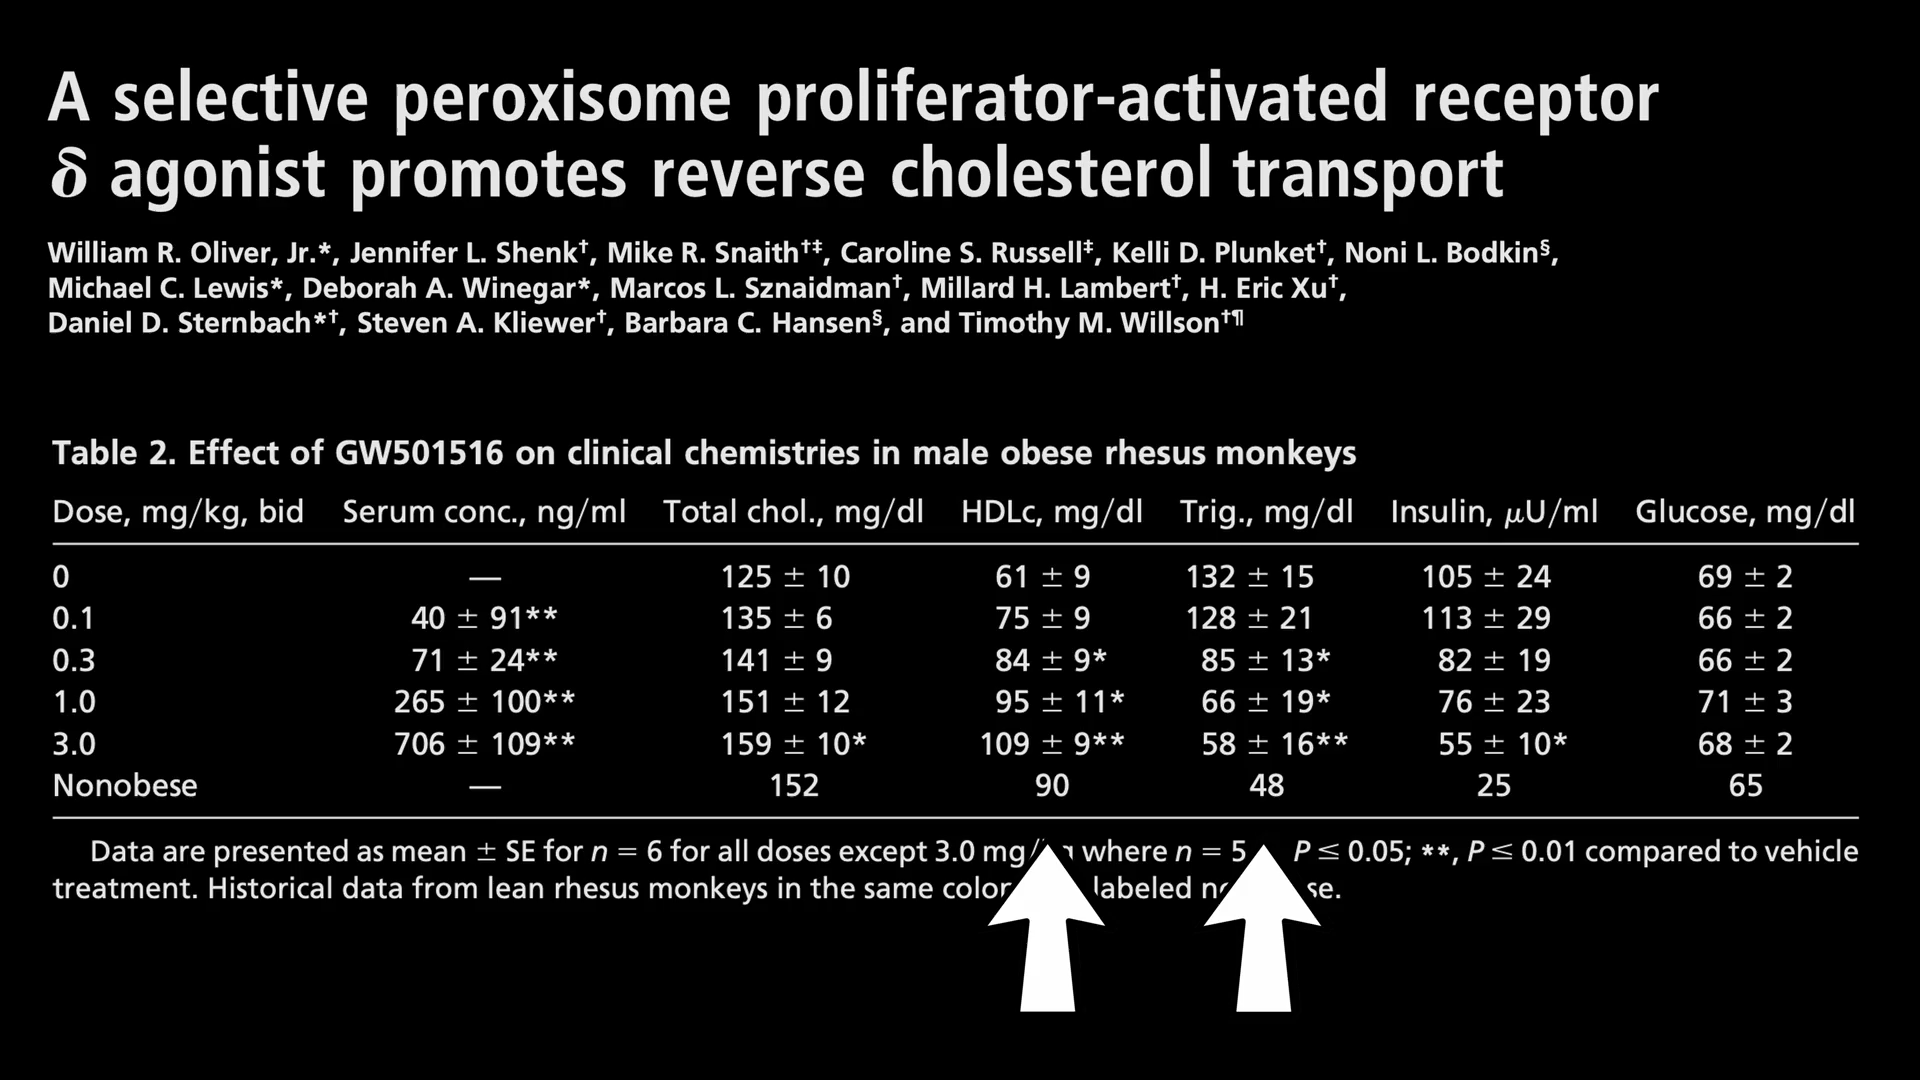 A selective peroxisome proliferator-activated receptor
δ agonist promotes reverse cholesterol transport
William R. Oliver, Jr.*, Jennifer L. Shenk†, Mike R. Snaith†‡, Caroline S. Russell‡, Kelli D. Plunket†, Noni L. Bodkin§,
Michael C. Lewis*, Deborah A. Winegar*, Marcos L. Sznaidman†, Millard H. Lambert†, H. Eric Xu†,
Daniel D. Sternbach*†, Steven A. Kliewer†, Barbara C. Hansen§, and Timothy M. Willson†¶
Table 2. Effect of GW501516 on clinical chemistries in male obese rhesus monkeys
Dose, mg/kg, bid Serum conc., ng/ml Total chol., mg/dl HDLc, mg/dl Trig., mg/dl Insulin, μU/ml Glucose, mg/dl
0 — 125 ± 10 61 ± 9 132 ± 15 105 ± 24 69 ± 2
0.1 40 ± 91** 135 ± 6 75 ± 9 128 ± 21 113 ± 29 66 ± 2
0.3 71 ± 24** 141 ± 9 84 ± 9* 85 ± 13* 82 ± 19 66 ± 2
1.0 265 ± 100** 151 ± 12 95 ± 11* 66 ± 19* 76 ± 23 71 ± 3
3.0 706 ± 109** 159 ± 10* 109 ± 9** 58 ± 16** 55 ± 10* 68 ± 2
Nonobese — 152 90 48 25 65
Data are presented as mean ± SE for n = 6 for all doses except 3.0 where n = 5 P ≤ 0.05; **, P ≤ 0.01 compared to vehicle
treatment. Historical data from lean rhesus monkeys in the same labeled